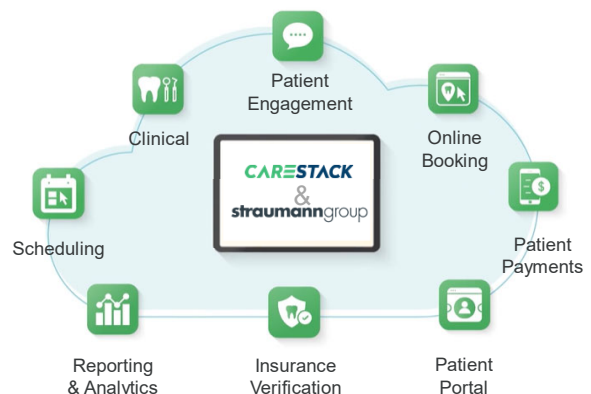 Patient
Engagement
Clinical
Online
Booking
CARESTACK
&
straumanngroup
Scheduling
Patient
Payments
$
Reporting
& Analytics
Insurance
Verification
Patient
Portal